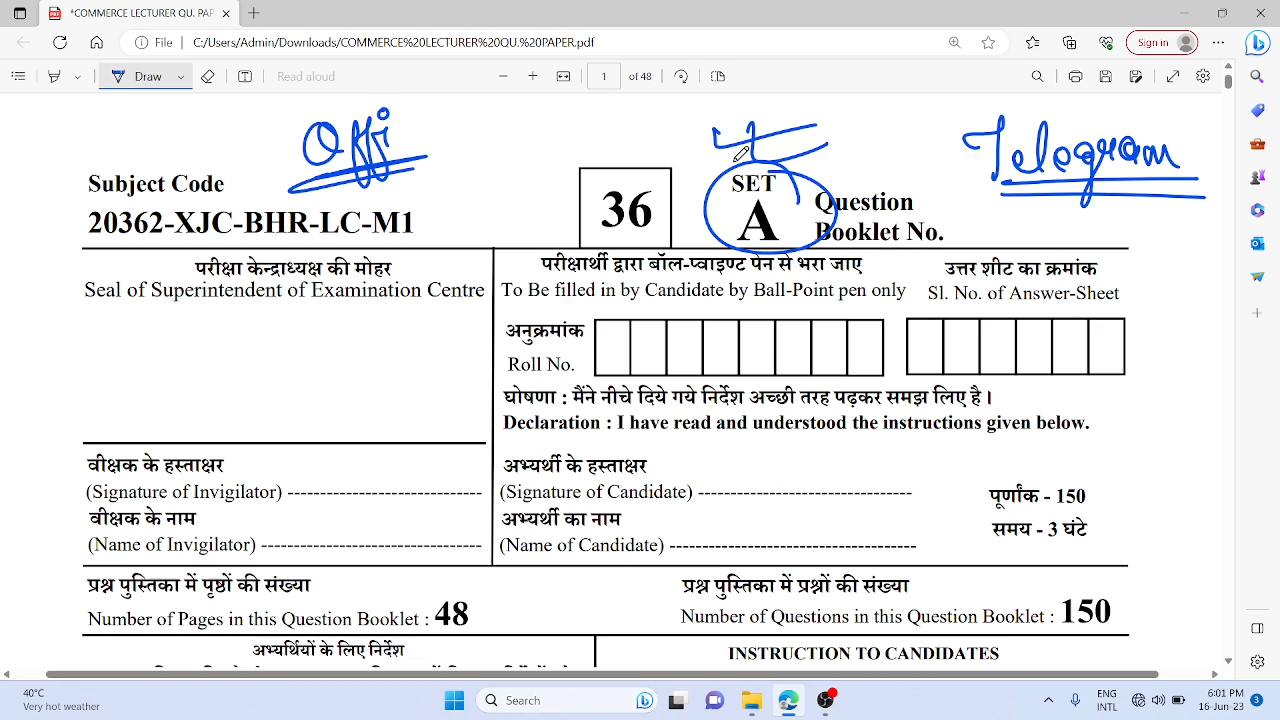 *COMMERCE LECTURER QU. PAP
File C:/Users/Admin/Downloads/COMMERCE%20LECTURER%20QU.%20PAPER.pdf
Sign in
Draw
Read aloud
1 of 48
Offi
Telegram
Subject Code
20362-XJC-BHR-LC-M1
36
SET
A
Question
Booklet No.
परीक्षा केन्द्राध्यक्ष की मोहर
Seal of Superintendent of Examination Centre
परीक्षार्थी द्वारा बॉल-प्वाइण्ट पेन से भरा जाए
To Be filled in by Candidate by Ball-Point pen only
उत्तर शीट का क्रमांक
Sl. No. of Answer-Sheet
अनुक्रमांक
Roll No.
घोषणा : मैंने नीचे दिये गये निर्देश अच्छी तरह पढ़कर समझ लिए है।
Declaration : I have read and understood the instructions given below.
वीक्षक के हस्ताक्षर
(Signature of Invigilator) ------------------------------
वीक्षक के नाम
(Name of Invigilator) ----------------------------------
अभ्यर्थी के हस्ताक्षर
(Signature of Candidate) ---------------------------------
अभ्यर्थी का नाम
(Name of Candidate) --------------------------------------
पूर्णांक - 150
समय - 3 घंटे
प्रश्न पुस्तिका में पृष्ठों की संख्या
Number of Pages in this Question Booklet : 48
प्रश्न पुस्तिका में प्रश्नों की संख्या
Number of Questions in this Question Booklet : 150
अभ्यर्थियों के लिए निर्देश
INSTRUCTION TO CANDIDATES
40°C
Very hot weather
Search
ENG
INTL
6:01 PM
16-Jun-23
3